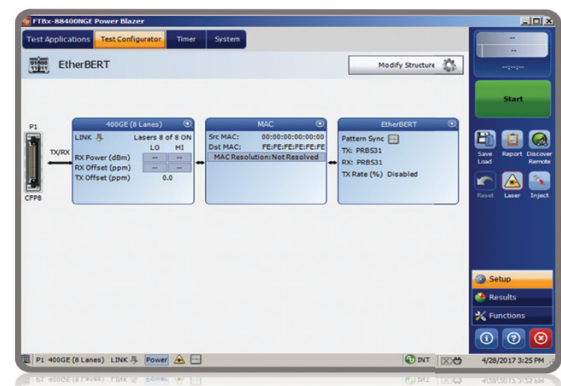 FTBx-88400NGE Power Blazer
Test Applications Test Configurator Timer System
EtherBERT
Modify Structure
--
--
--:--:--
Start
P1
TX/RX
CFP8
400GE (8 Lanes)
LINK Lasers 8 of 8 ON
LO HI
RX Power (dBm) -- --
RX Offset (ppm) -- --
TX Offset (ppm) 0.0
MAC
Src MAC: 00:00:00:00:00:00
Dst MAC: FE:FE:FE:FE:FE:FE
MAC Resolution: Not Resolved
EtherBERT
Pattern Sync --
TX: PRBS31
RX: PRBS31
TX Rate (%) Disabled
Save Load
Report
Discover Remote
Reset
Laser
Inject
Setup
Results
Functions
P1 400GE (8 Lanes) LINK Power -- INT
4/28/2017 3:25 PM